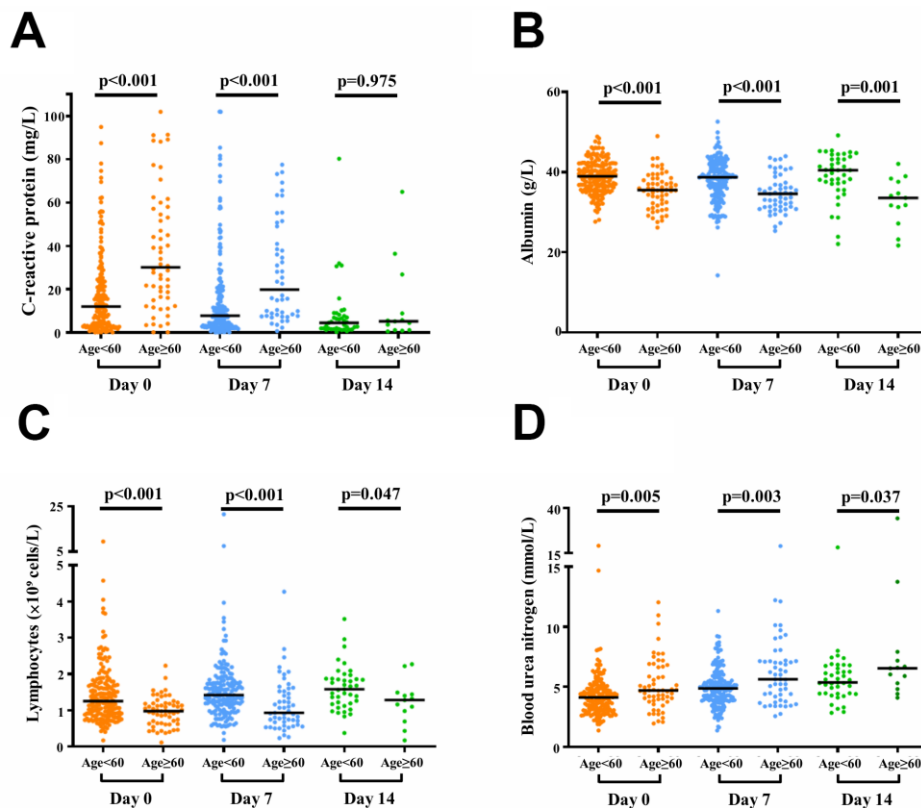 A
p<0.001 p<0.001 p=0.975
C-reactive protein (mg/L)
100
80
60
40
20
0
Age<60 Age≥60 Age<60 Age≥60 Age<60 Age≥60
Day 0 Day 7 Day 14
B
p<0.001 p<0.001 p=0.001
Albumin (g/L)
60
40
20
0
Age<60 Age≥60 Age<60 Age≥60 Age<60 Age≥60
Day 0 Day 7 Day 14
C
p<0.001 p<0.001 p=0.047
Lymphocytes (×10⁹ cells/L)
25
5
5
4
3
2
1
0
Age<60 Age≥60 Age<60 Age≥60 Age<60 Age≥60
Day 0 Day 7 Day 14
D
p=0.005 p=0.003 p=0.037
Blood urea nitrogen (mmol/L)
40
15
15
10
5
0
Age<60 Age≥60 Age<60 Age≥60 Age<60 Age≥60
Day 0 Day 7 Day 14